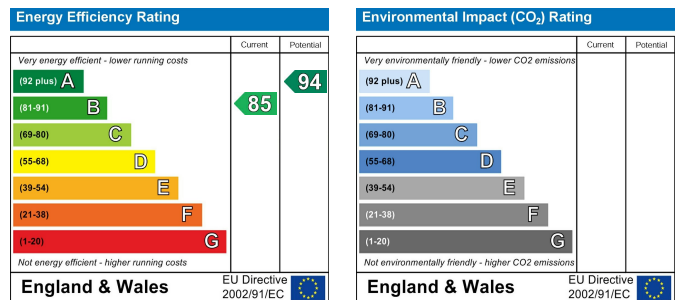 Energy Efficiency Rating
Current Potential
Very energy efficient - lower running costs
(92 plus) A
94
(81-91) B
85
(69-80) C
(55-68) D
(39-54) E
(21-38) F
(1-20) G
Not energy efficient - higher running costs
England & Wales
EU Directive
2002/91/EC
Environmental Impact (CO₂) Rating
Current Potential
Very environmentally friendly - lower CO2 emissions
(92 plus) A
(81-91) B
(69-80) C
(55-68) D
(39-54) E
(21-38) F
(1-20) G
Not environmentally friendly - higher CO2 emissions
England & Wales
EU Directive
2002/91/EC